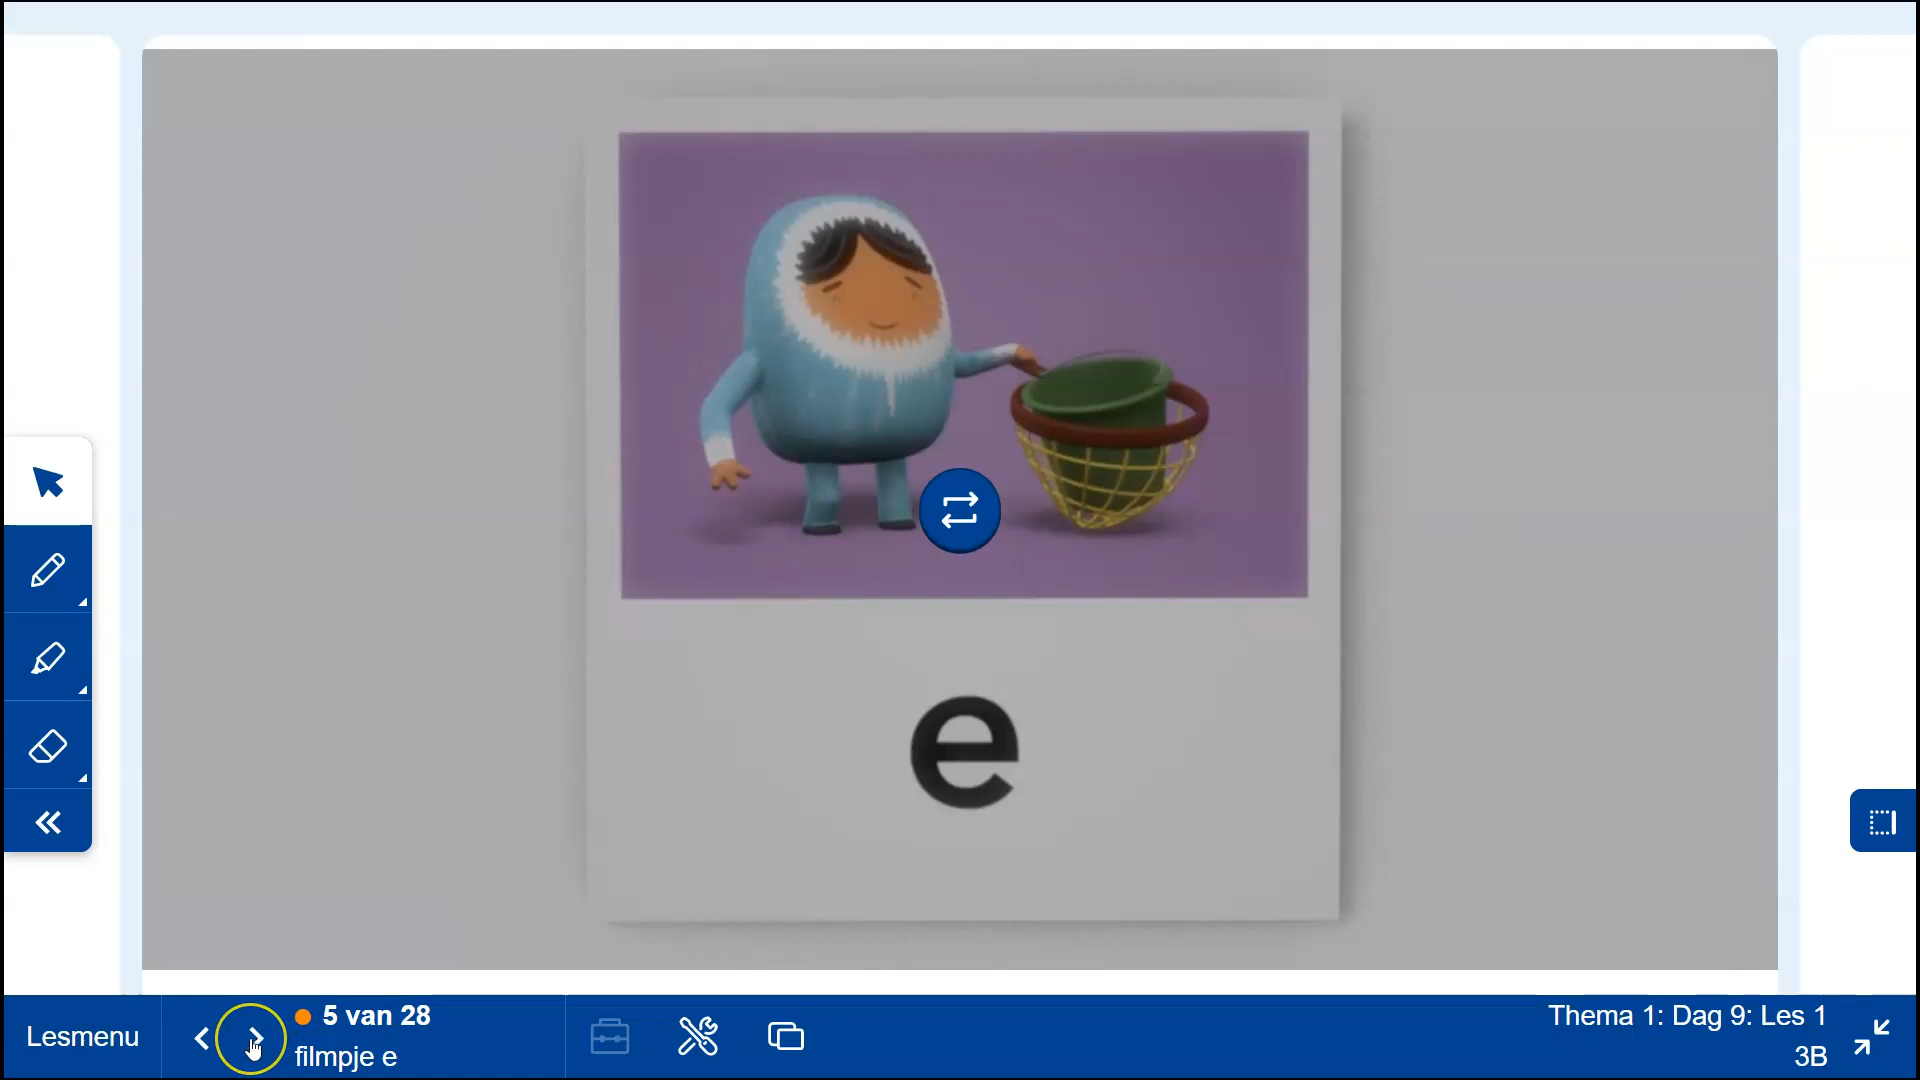 e
Lesmenu
5 van 28
filmpje e
Thema 1: Dag 9: Les 1
3B